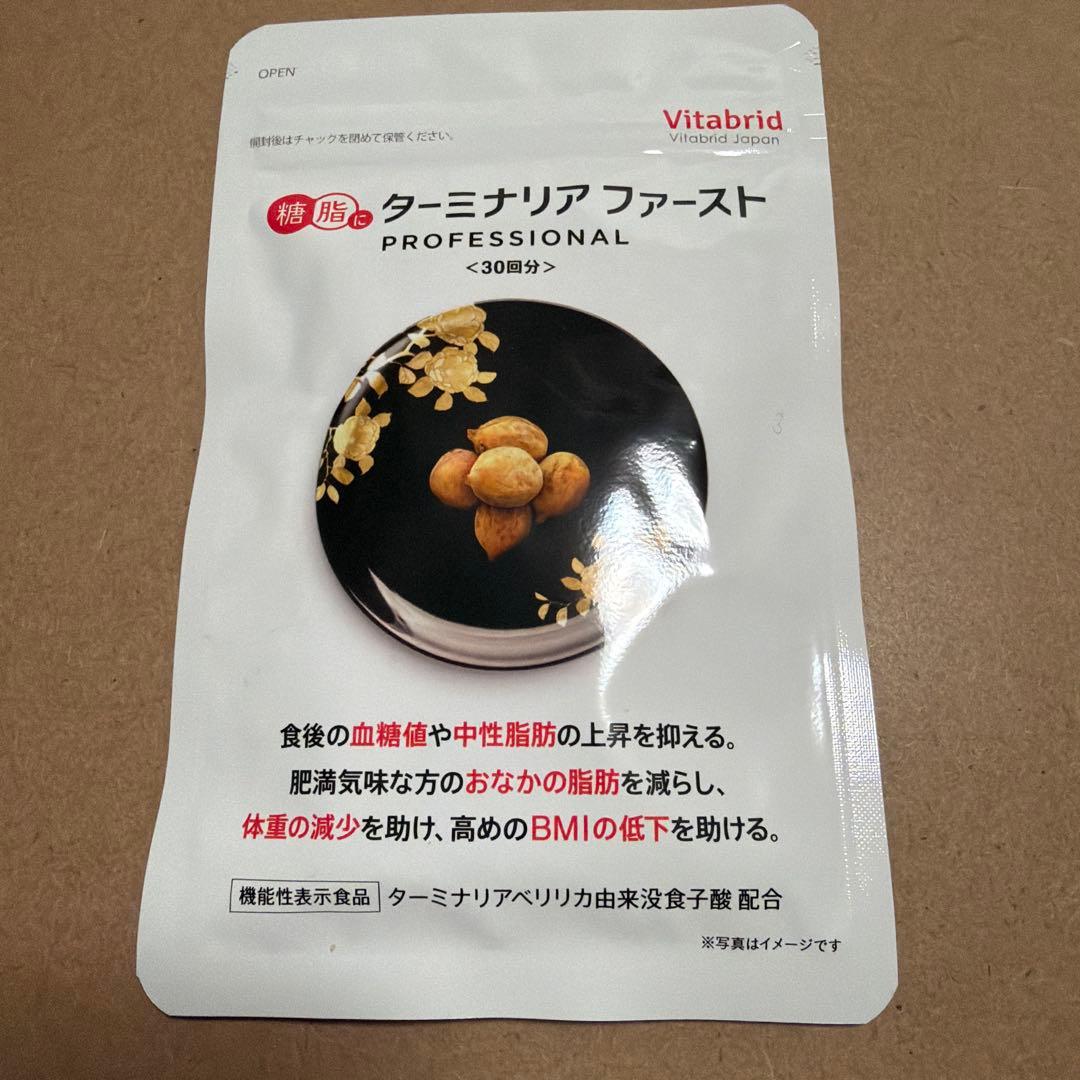 OPEN
開封後はチャックを閉めて保管ください。
Vitabrid
Vitabrid Japan
糖 脂に ターミナリア ファースト
PROFESSIONAL
＜30回分＞
食後の血糖値や中性脂肪の上昇を抑える。
肥満気味な方のおなかの脂肪を減らし、
体重の減少を助け、高めのBMIの低下を助ける。
機能性表示食品 ターミナリアベリリカ由来没食子酸 配合
※写真はイメージです